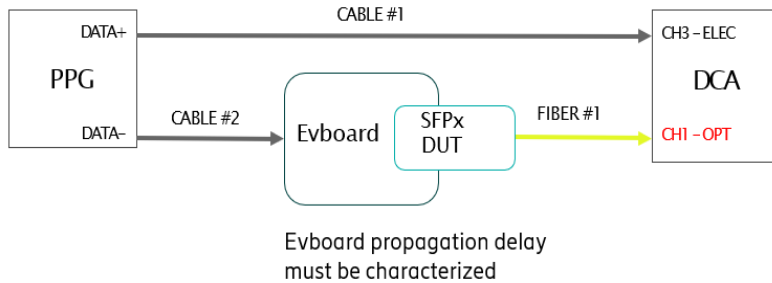 CABLE #1
DATA+
CH3-ELEC
PPG
DCA
CABLE #2
Evboard
SFPx
DUT
FIBER #1
DATA-
CH1-OPT
Evboard propagation delay
must be characterized